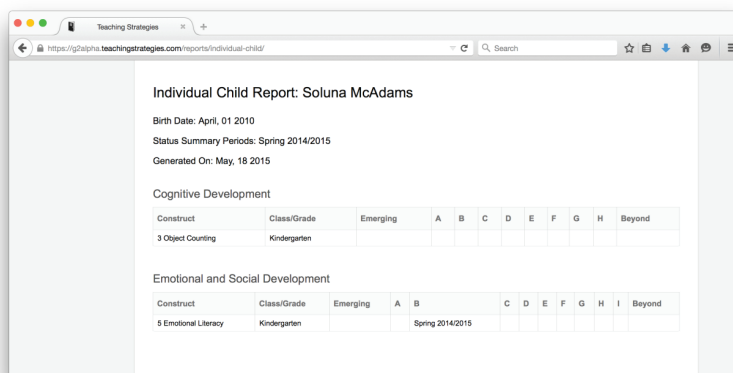 Teaching Strategies
https://g2alpha.teachingstrategies.com/reports/individual-child/
Search
Individual Child Report: Soluna McAdams
Birth Date: April, 01 2010
Status Summary Periods: Spring 2014/2015
Generated On: May, 18 2015
Cognitive Development
Construct Class/Grade Emerging A B C D E F G H Beyond
3 Object Counting Kindergarten
Emotional and Social Development
Construct Class/Grade Emerging A B C D E F G H I Beyond
5 Emotional Literacy Kindergarten Spring 2014/2015